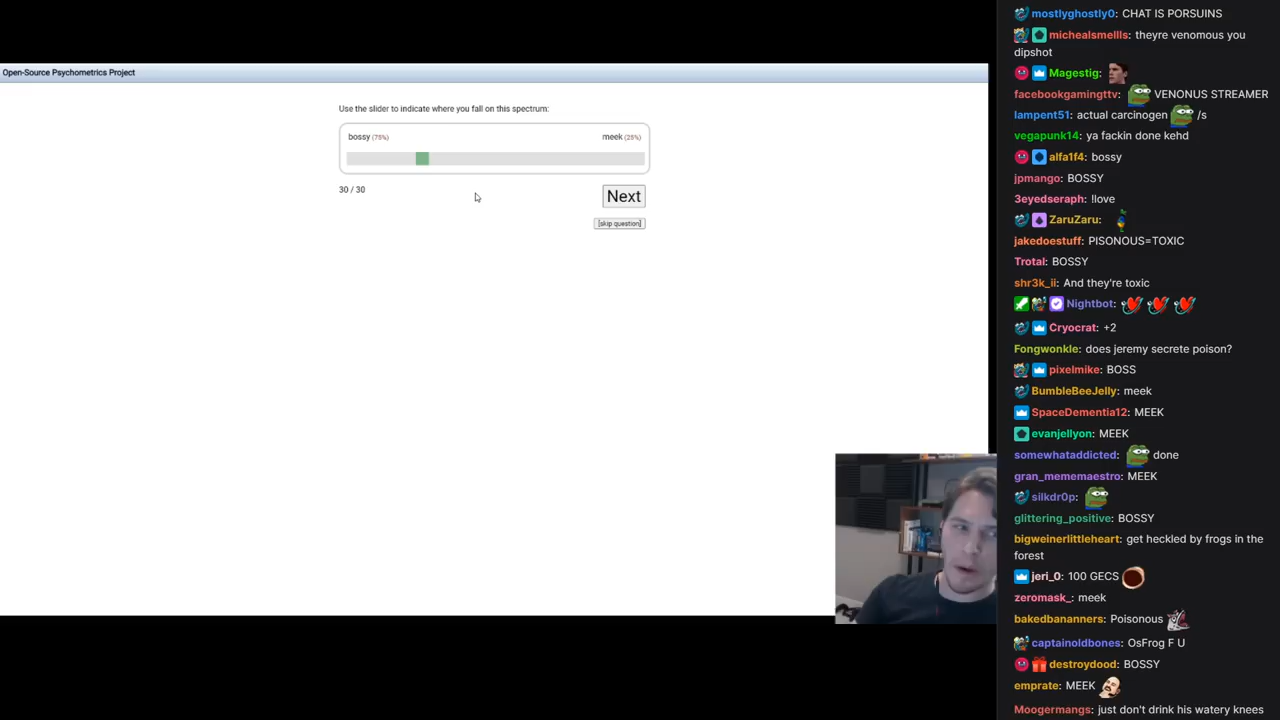 Open-Source Psychometrics Project
Use the slider to indicate where you fall on this spectrum:
bossy (75%)
meek (25%)
30 / 30
Next
[skip question]
mostlyghostly0: CHAT IS PORSUINS
michealsmellls: theyre venomous you
dipshot
Magestig:
facebookgamingttv: VENONUS STREAMER
lampent51: actual carcinogen /s
vegapunk14: ya fackin done kehd
alfa1f4: bossy
jpmango: BOSSY
3eyedseraph: !love
ZaruZaru:
jakedoestuff: PISONOUS=TOXIC
Trotal: BOSSY
shr3k_ii: And they're toxic
Nightbot:
Cryocrat: +2
Fongwonkle: does jeremy secrete poison?
pixelmike: BOSS
BumbleBeeJelly: meek
SpaceDementia12: MEEK
evanjellyon: MEEK
somewhataddicted: done
gran_mememaestro: MEEK
silkdr0p:
glittering_positive: BOSSY
bigweinerlittleheart: get heckled by frogs in the
forest
jeri_0: 100 GECS
zeromask_: meek
bakedbananners: Poisonous
captainoldbones: OsFrog F U
destroydood: BOSSY
emprate: MEEK
Moogermangs: just don't drink his watery knees